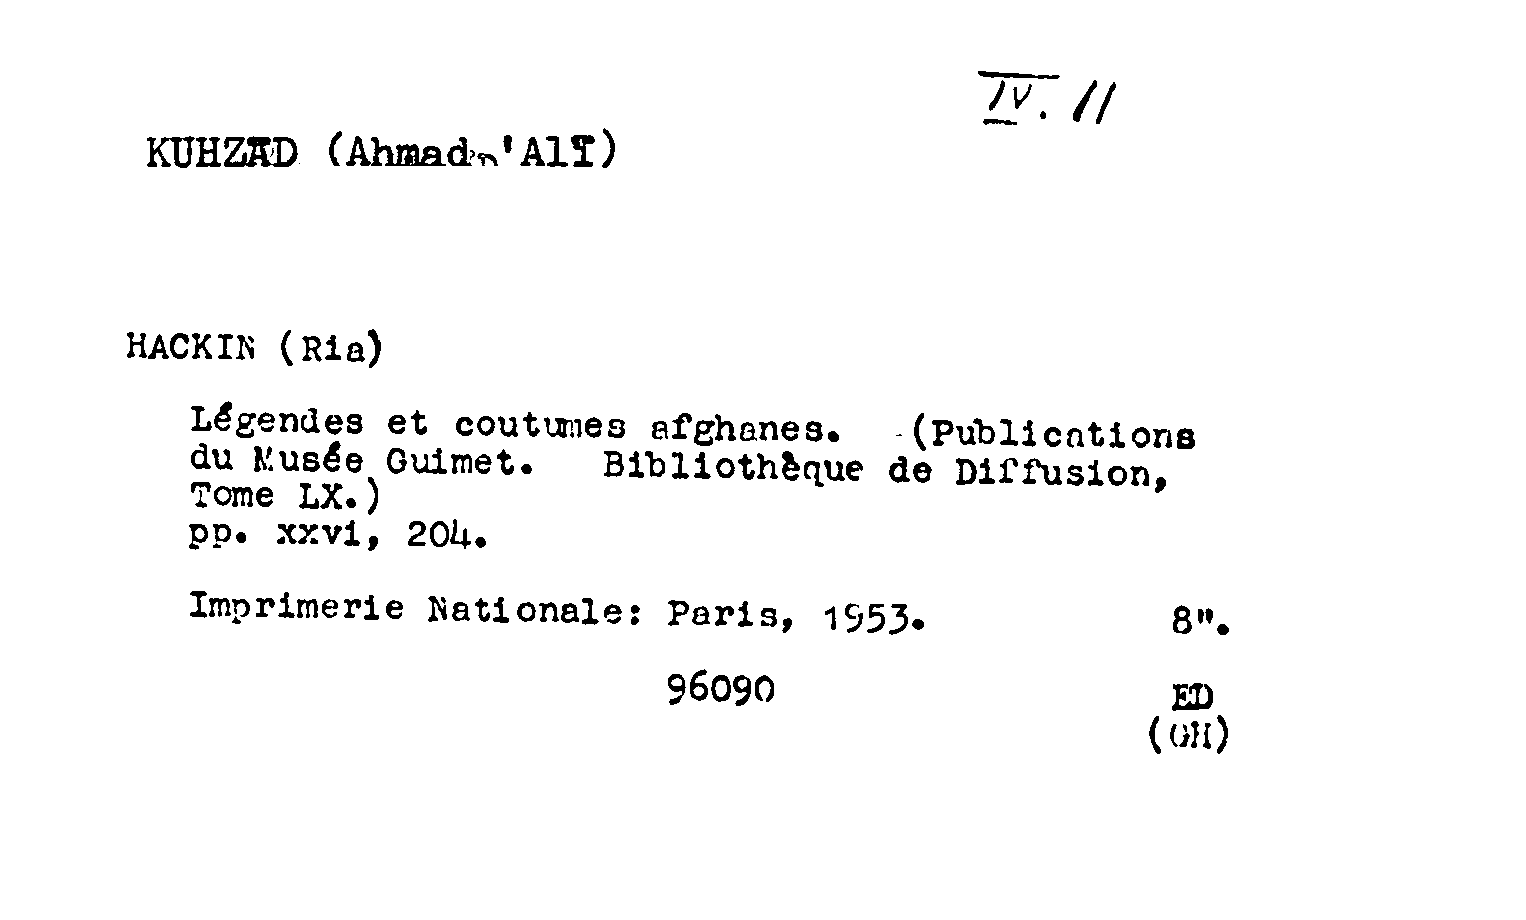 IV. 11
KUHZĀD (Ahmad 'Alī)
HACKIN (Ria)
Légendes et coutumes afghanes. (Publications
du Musée Guimet. Bibliothèque de Diffusion,
Tome LX.)
pp. xxvi, 204.
Imprimerie Nationale: Paris, 1953. 8".
96090 ED
(GH)